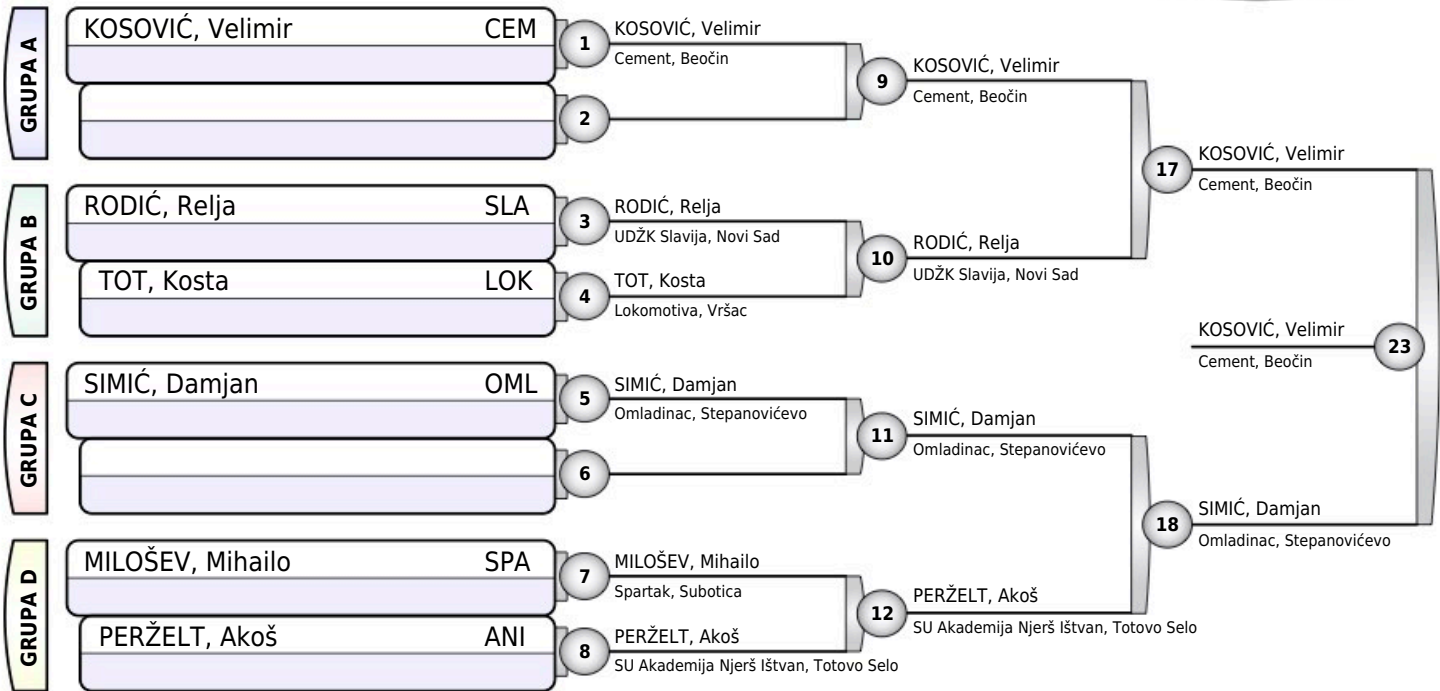 GRUPA A
KOSOVIĆ, Velimir CEM
1
KOSOVIĆ, Velimir
Cement, Beočin
2
9
KOSOVIĆ, Velimir
Cement, Beočin
GRUPA B
RODIĆ, Relja SLA
3
RODIĆ, Relja
UDŽK Slavija, Novi Sad
TOT, Kosta LOK
4
TOT, Kosta
Lokomotiva, Vršac
10
RODIĆ, Relja
UDŽK Slavija, Novi Sad
17
KOSOVIĆ, Velimir
Cement, Beočin
GRUPA C
SIMIĆ, Damjan OML
5
SIMIĆ, Damjan
Omladinac, Stepanovićevo
6
11
SIMIĆ, Damjan
Omladinac, Stepanovićevo
GRUPA D
MILOŠEV, Mihailo SPA
7
MILOŠEV, Mihailo
Spartak, Subotica
PERŽELT, Akoš ANI
8
PERŽELT, Akoš
SU Akademija Njerš Ištvan, Totovo Selo
12
PERŽELT, Akoš
SU Akademija Njerš Ištvan, Totovo Selo
18
SIMIĆ, Damjan
Omladinac, Stepanovićevo
KOSOVIĆ, Velimir
Cement, Beočin
23